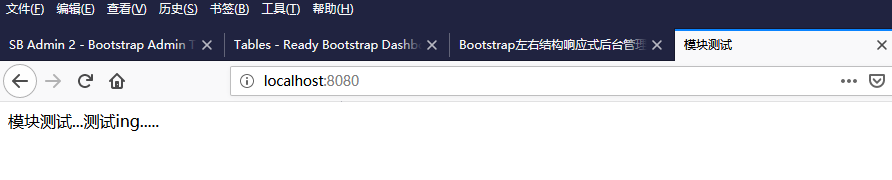 文件(F) 编辑(E) 查看(V) 历史(S) 书签(B) 工具(T) 帮助(H)
SB Admin 2 - Bootstrap Admin T Tables - Ready Bootstrap Dashb Bootstrap左右结构响应式后台管理 模块测试
localhost:8080
模块测试...测试ing.....